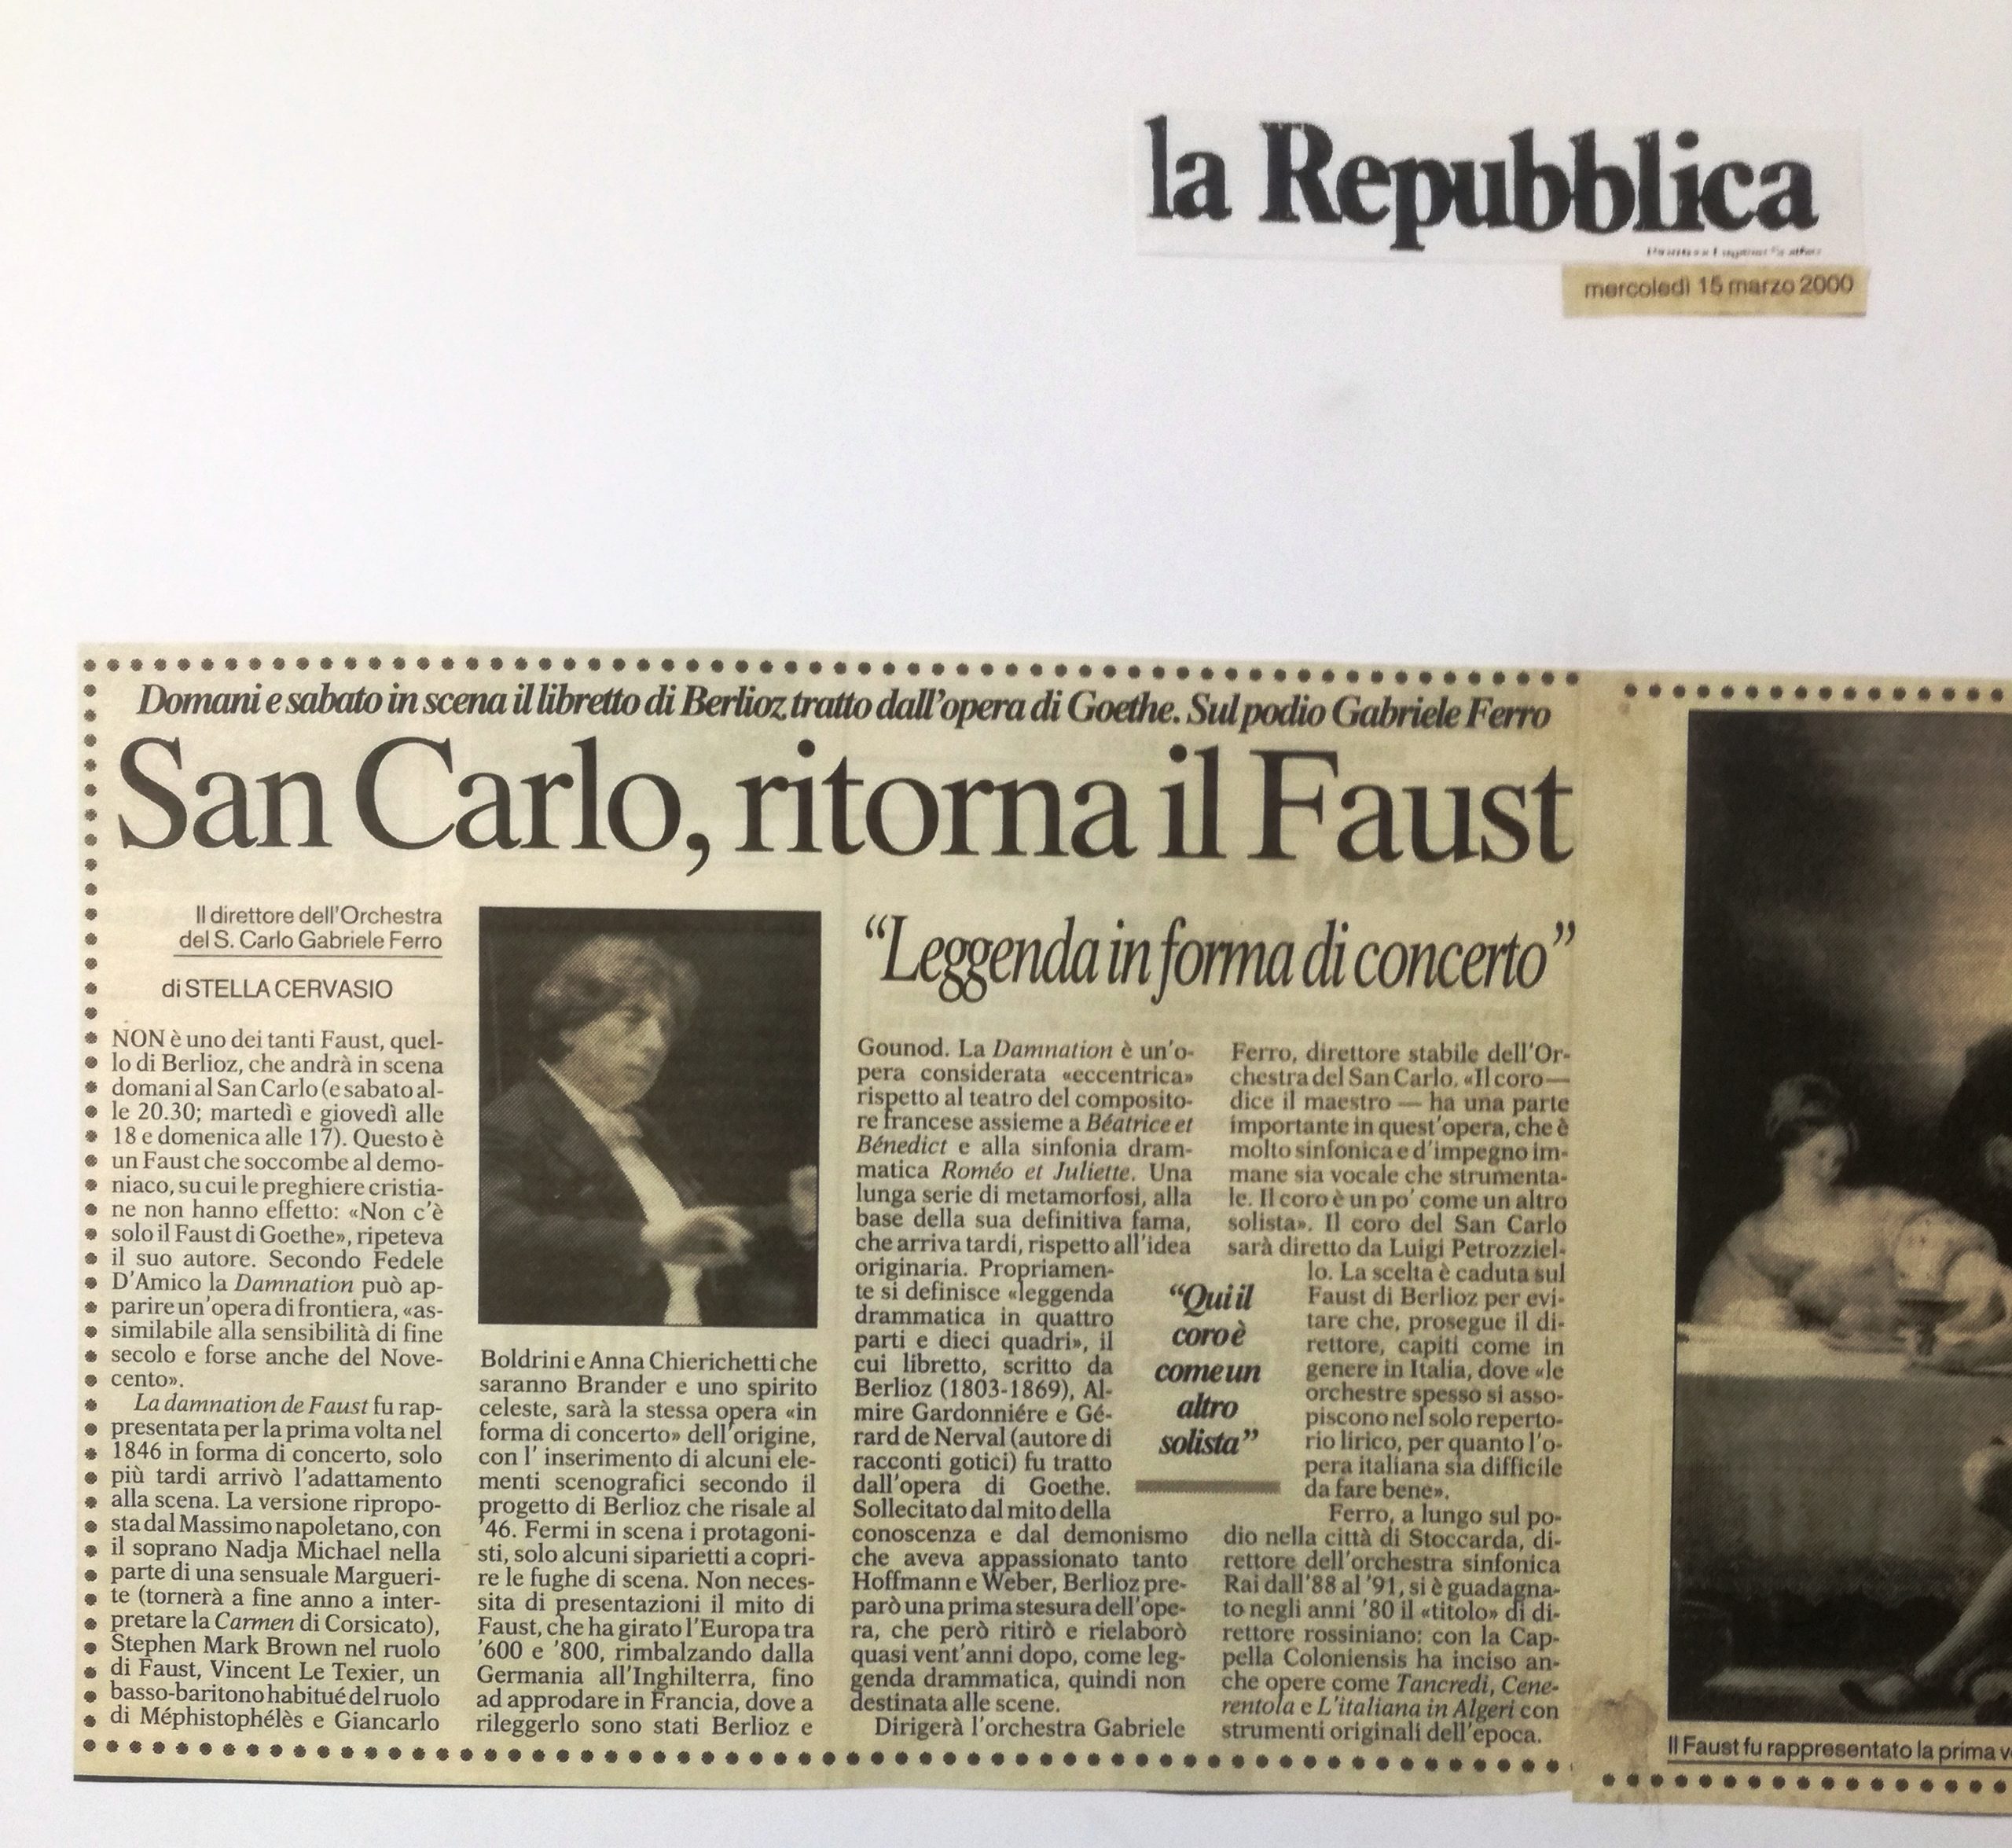 la Repubblica
mercoledì 15 marzo 2000
Domani e sabato in scena il libretto di Berlioz tratto dall'opera di Goethe. Sul podio Gabriele Ferro
San Carlo, ritorna il Faust
Il direttore dell'Orchestra
del S. Carlo Gabriele Ferro
di STELLA CERVASIO
“Leggenda in forma di concerto”
NON è uno dei tanti Faust, quel-
lo di Berlioz, che andrà in scena
domani al San Carlo (e sabato al-
le 20.30; martedì e giovedì alle
18 e domenica alle 17). Questo è
un Faust che soccombe al demo-
niaco, su cui le preghiere cristia-
ne non hanno effetto: «Non c'è
solo il Faust di Goethe», ripeteva
il suo autore. Secondo Fedele
D'Amico la Damnation può ap-
parire un'opera di frontiera, «as-
similabile alla sensibilità di fine
secolo e forse anche del Nove-
cento».
La damnation de Faust fu rap-
presentata per la prima volta nel
1846 in forma di concerto, solo
più tardi arrivò l'adattamento
alla scena. La versione ripropo-
sta dal Massimo napoletano, con
il soprano Nadja Michael nella
parte di una sensuale Margueri-
te (tornerà a fine anno a inter-
pretare la Carmen di Corsicato),
Stephen Mark Brown nel ruolo
di Faust, Vincent Le Texier, un
basso-baritono habitué del ruolo
di Méphistophélès e Giancarlo
Boldrini e Anna Chierichetti che
saranno Brander e uno spirito
celeste, sarà la stessa opera «in
forma di concerto» dell'origine,
con l' inserimento di alcuni ele-
menti scenografici secondo il
progetto di Berlioz che risale al
'46. Fermi in scena i protagoni-
sti, solo alcuni siparietti a copri-
re le fughe di scena. Non neces-
sita di presentazioni il mito di
Faust, che ha girato l'Europa tra
'600 e '800, rimbalzando dalla
Germania all'Inghilterra, fino
ad approdare in Francia, dove a
rileggerlo sono stati Berlioz e
Gounod. La Damnation è un'o-
pera considerata «eccentrica»
rispetto al teatro del composito-
re francese assieme a Béatrice et
Bénedict e alla sinfonia dram-
matica Roméo et Juliette. Una
lunga serie di metamorfosi, alla
base della sua definitiva fama,
che arriva tardi, rispetto all'idea
originaria. Propriamen-
te si definisce «leggenda
drammatica in quattro
parti e dieci quadri», il
cui libretto, scritto da
Berlioz (1803-1869), Al-
mire Gardonniére e Gé-
rard de Nerval (autore di
racconti gotici) fu tratto
dall'opera di Goethe.
Sollecitato dal mito della
conoscenza e dal demonismo
che aveva appassionato tanto
Hoffmann e Weber, Berlioz pre-
parò una prima stesura dell'ope-
ra, che però ritirò e rielaborò
quasi vent'anni dopo, come leg-
genda drammatica, quindi non
destinata alle scene.
Dirigerà l'orchestra Gabriele
“Qui il
coro è
come un
altro
solista”
Ferro, direttore stabile dell'Or-
chestra del San Carlo. «Il coro —
dice il maestro — ha una parte
importante in quest'opera, che è
molto sinfonica e d'impegno im-
mane sia vocale che strumenta-
le. Il coro è un po' come un altro
solista». Il coro del San Carlo
sarà diretto da Luigi Petrozziel-
lo. La scelta è caduta sul
Faust di Berlioz per evi-
tare che, prosegue il di-
rettore, capiti come in
genere in Italia, dove «le
orchestre spesso si asso-
piscono nel solo reperto-
rio lirico, per quanto l'o-
pera italiana sia difficile
da fare bene».
Ferro, a lungo sul po-
dio nella città di Stoccarda, di-
rettore dell'orchestra sinfonica
Rai dall'88 al '91, si è guadagna-
to negli anni '80 il «titolo» di di-
rettore rossiniano: con la Cap-
pella Coloniensis ha inciso an-
che opere come Tancredi, Cene-
rentola e L'italiana in Algeri con
strumenti originali dell'epoca.
Il Faust fu rappresentato la prima v